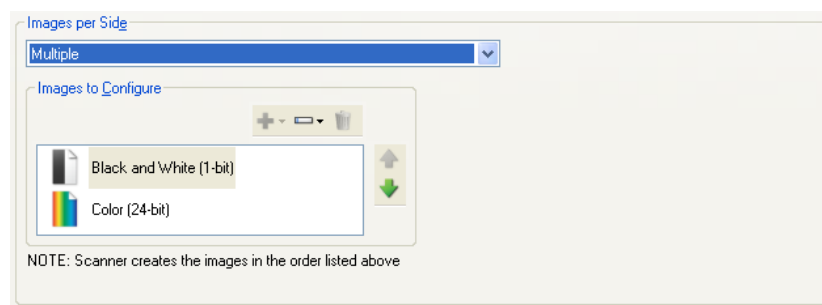 Images per Side
Multiple
Images to Configure
Black and White (1-bit)
Color (24-bit)
NOTE: Scanner creates the images in the order listed above